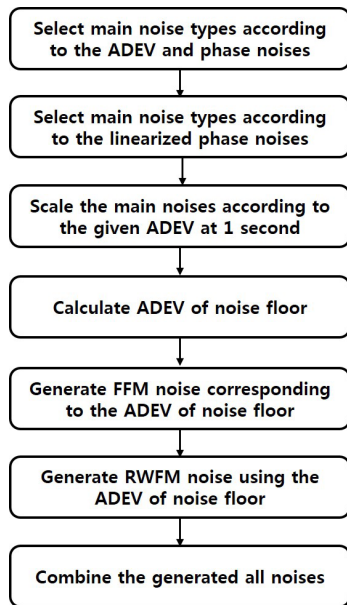 Select main noise types according
to the ADEV and phase noises
Select main noise types according
to the linearized phase noises
Scale the main noises according to
the given ADEV at 1 second
Calculate ADEV of noise floor
Generate FFM noise corresponding
to the ADEV of noise floor
Generate RWFM noise using the
ADEV of noise floor
Combine the generated all noises